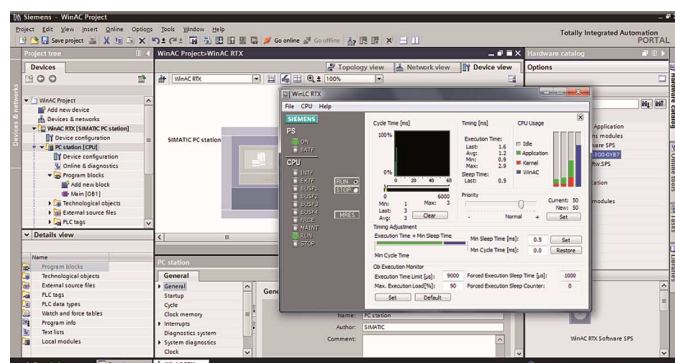 Siemens - WinAC Project
Project Edit View Insert Online Options Tools Window Help
Save project
Go online Go offline
Totally Integrated Automation
PORTAL
Project tree
WinAC Project>WinAC RTX
Hardware catalog
Devices
Topology view Network view Device view
Options
WinAC RTX
100%
WinAC Project
Add new device
Devices & networks
WinAC RTX [SIMATIC PC station]
Device configuration
PC station [CPU]
Device configuration
Online & diagnostics
Program blocks
Add new block
Main [OB1]
Technological objects
External source files
PLC tags
Details view
Name
Program blocks
Technological objects
External source files
PLC tags
PLC data types
Watch and force tables
Program info
Text lists
Local modules
SIMATIC PC station
PC station
General
General
Startup
Cycle
Clock memory
Interrupts
Diagnostics system
System diagnostics
Clock
Name: PC station
Author: SIMATIC
Comment:
WinLC RTX
File CPU Help
SIEMENS
PS
ON
BATF
CPU
INTF
EXTF
BUSF1
BUSF2
BUSF3
BUSF4
FRCE
MAINT
RUN
STOP
RUN
STOP
MRES
Cycle Time [ms]
100%
0%
0 20 40 60
0 6000
Min: 1 Max: 3
Last: 3
Avg: 3 Clear
Timing [ms]
Execution Time:
Last: 1.6
Avg: 1.2
Min: 0.9
Max: 2.9
Sleep Time:
Last: 0.5
CPU Usage
Idle
Application
Kernel
WinAC
Priority
- Normal +
Current: 50
New: 50
Set
Timing Adjustment
Execution Time + Min Sleep Time
Min Cycle Time
Min Sleep Time [ms]: 0.5 Set
Min Cycle Time [ms]: 0.0 Restore
Ob Execution Monitor
Execution Time Limit [µs]: 9000 Forced Execution Sleep Time [µs]: 1000
Max. Execution Load[%]: 90 Forced Execution Sleep Counter: 0
Set Default
Application
ns modules
ware SPS
tware SPS
modules
WinAC RTX Software SPS
Hardware catalog
Libraries